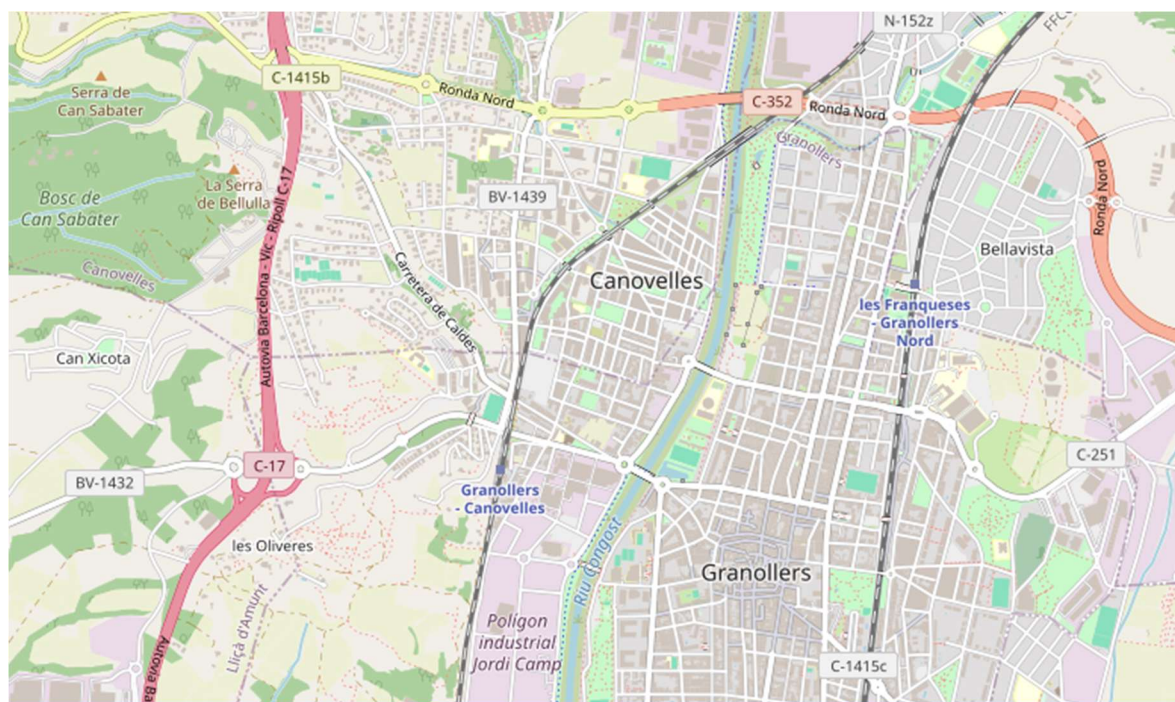 N-152z
FFC
C-1415b
Serra de
Can Sabater
Ronda Nord
C-352
Ronda Nord
Granollers
La Serra
de Bellulla
BV-1439
Bosc de
Can Sabater
Autovia Barcelona - Vic - Ripoll C-17
Ronda Nord
Bellavista
Canovelles
Canovelles
Carretera de Caldes
les Franqueses
- Granollers
Nord
Can Xicota
C-17
C-251
BV-1432
Granollers
- Canovelles
les Oliveres
Riu Congost
Granollers
Lliçà d'Amunt
Polígon
industrial
Jordi Camp
Autovia Ba
C-1415c